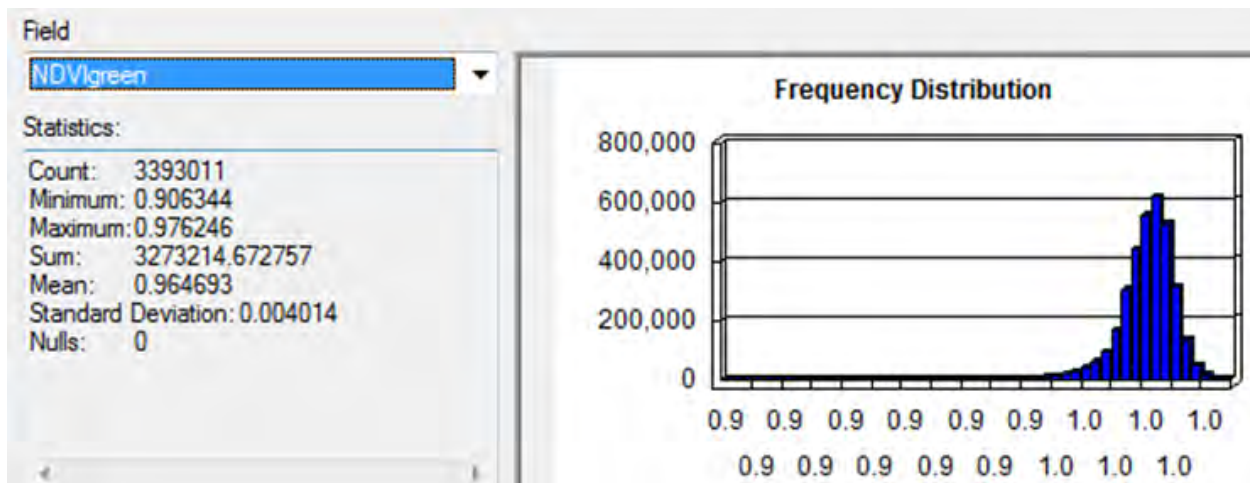 Field
NDVIgreen
Statistics:
Count: 3393011
Minimum: 0.906344
Maximum: 0.976246
Sum: 3273214.672757
Mean: 0.964693
Standard Deviation: 0.004014
Nulls: 0
Frequency Distribution
800,000
600,000
400,000
200,000
0
0.9 0.9 0.9 0.9 0.9 0.9 1.0 1.0 1.0
0.9 0.9 0.9 0.9 0.9 1.0 1.0 1.0